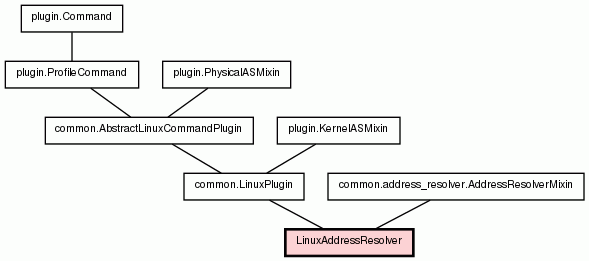 plugin.Command
plugin.ProfileCommand
plugin.PhysicalASMixin
common.AbstractLinuxCommandPlugin
plugin.KernelASMixin
common.LinuxPlugin
common.address_resolver.AddressResolverMixin
LinuxAddressResolver